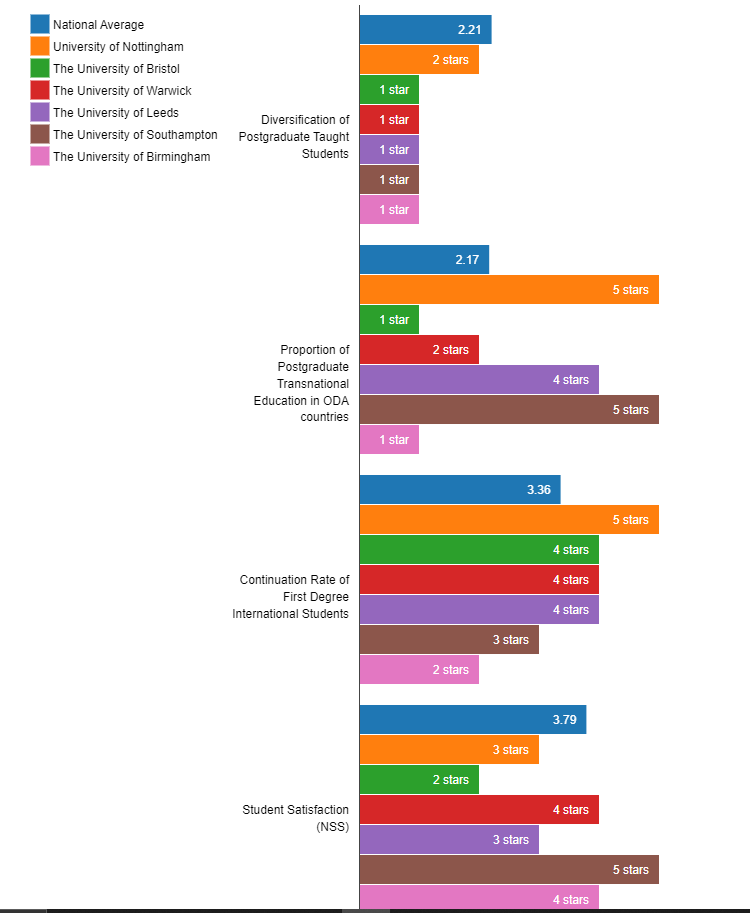 National Average
University of Nottingham
The University of Bristol
The University of Warwick
The University of Leeds
The University of Southampton
The University of Birmingham
Diversification of
Postgraduate Taught
Students
2.21
2 stars
1 star
1 star
1 star
1 star
1 star
Proportion of
Postgraduate
Transnational
Education in ODA
countries
2.17
5 stars
1 star
2 stars
4 stars
5 stars
1 star
Continuation Rate of
First Degree
International Students
3.36
5 stars
4 stars
4 stars
4 stars
3 stars
2 stars
Student Satisfaction
(NSS)
3.79
3 stars
2 stars
4 stars
3 stars
5 stars
4 stars